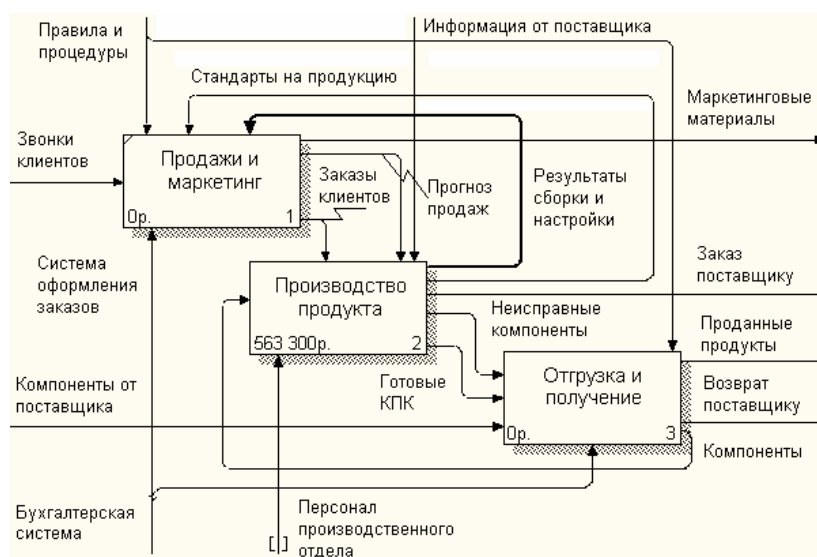 Правила и
процедуры
Информация от поставщика
Стандарты на продукцию
Маркетинговые
материалы
Звонки
клиентов
Продажи и
маркетинг
0р.
1
Заказы
клиентов
Прогноз
продаж
Результаты
сборки и
настройки
Система
оформления
заказов
Заказ
поставщику
Производство
продукта
563 300р.
2
Неисправные
компоненты
Проданные
продукты
Компоненты от
поставщика
Готовые
КПК
Отгрузка и
получение
0р.
3
Возврат
поставщику
Компоненты
Бухгалтерская
система
Персонал
производственного
отдела